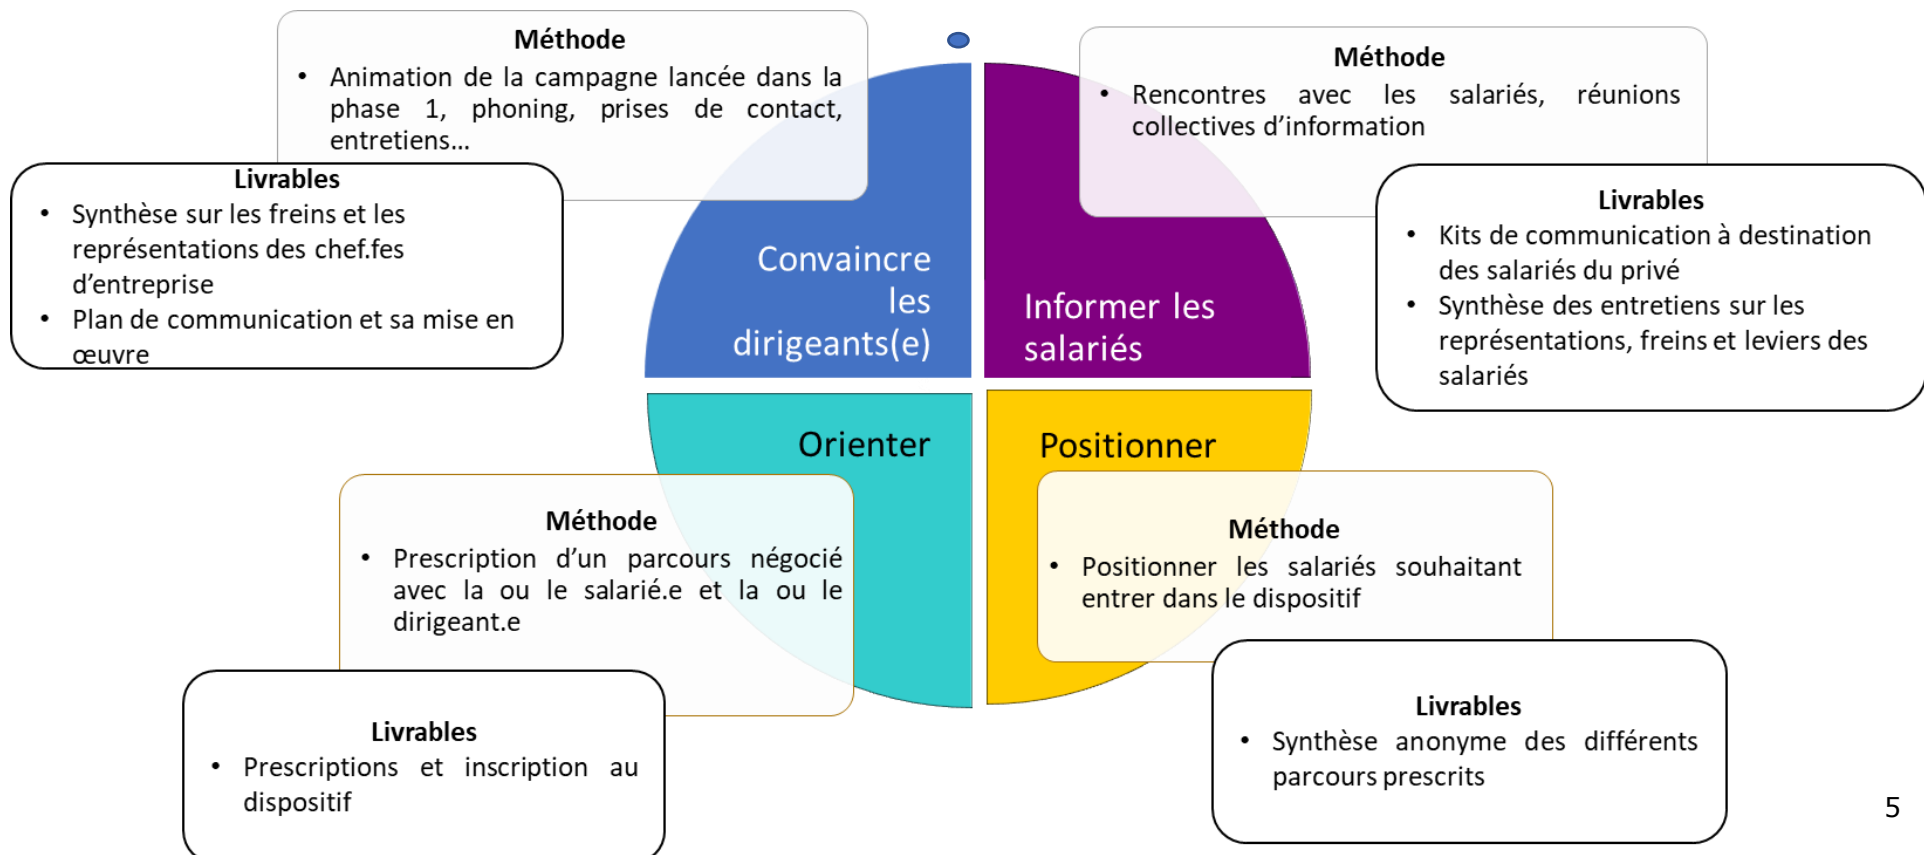 Méthode
• Animation de la campagne lancée dans la
phase 1, phoning, prises de contact,
entretiens...
Livrables
• Synthèse sur les freins et les
représentations des chef.fes
d’entreprise
• Plan de communication et sa mise en
œuvre
Convaincre
les
dirigeants(e)
Méthode
• Rencontres avec les salariés, réunions
collectives d’information
Livrables
• Kits de communication à destination
des salariés du privé
• Synthèse des entretiens sur les
représentations, freins et leviers des
salariés
Informer les
salariés
Orienter
Méthode
• Prescription d’un parcours négocié
avec la ou le salarié.e et la ou le
dirigeant.e
Livrables
• Prescriptions et inscription au
dispositif
Positionner
Méthode
• Positionner les salariés souhaitant
entrer dans le dispositif
Livrables
• Synthèse anonyme des différents
parcours prescrits
5